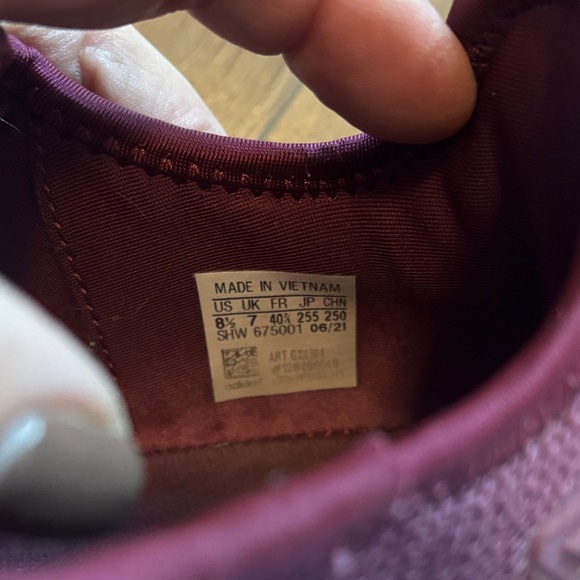 MADE IN VIETNAM
US UK FR JP CHN
8½ 7 40⅔ 255 250
SHW 675001 06/21
ART
adidas